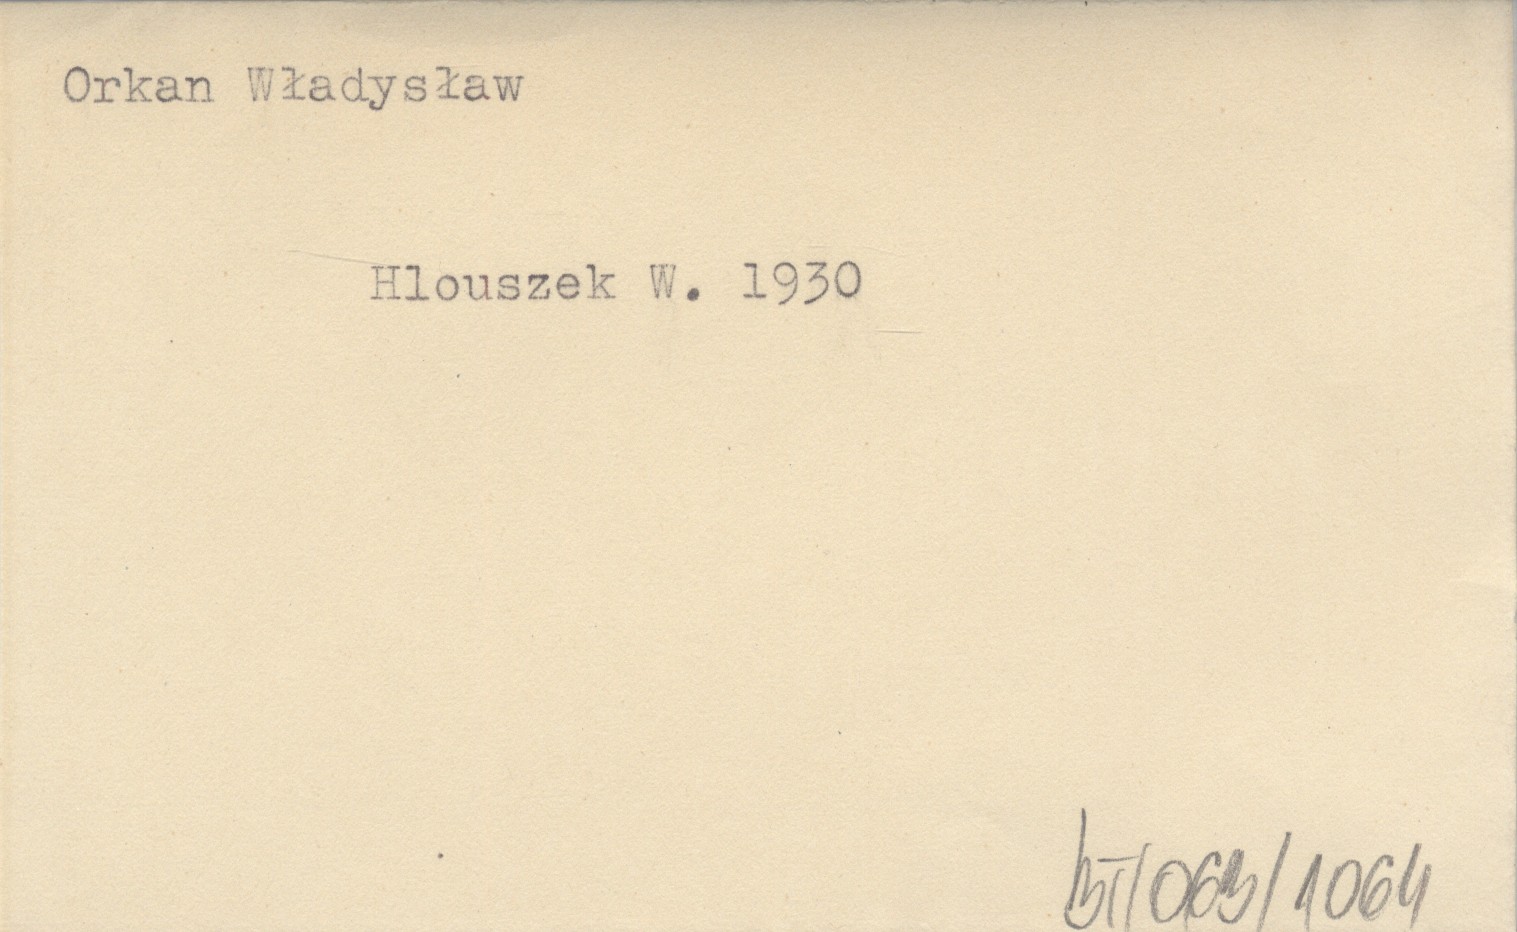 Orkan Władysław
Hlouszek W. 1930
BT/063/1064